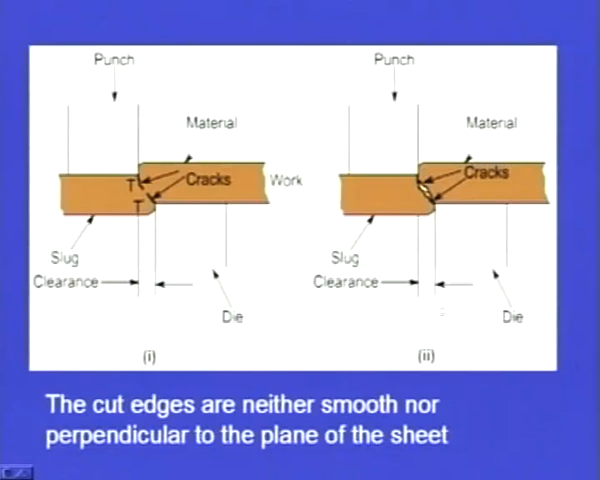 Punch
Punch
Material
Material
T
Cracks
Cracks
Work
T
Slug
Slug
Clearance
Clearance
Die
Die
(i)
(ii)
The cut edges are neither smooth nor
perpendicular to the plane of the sheet